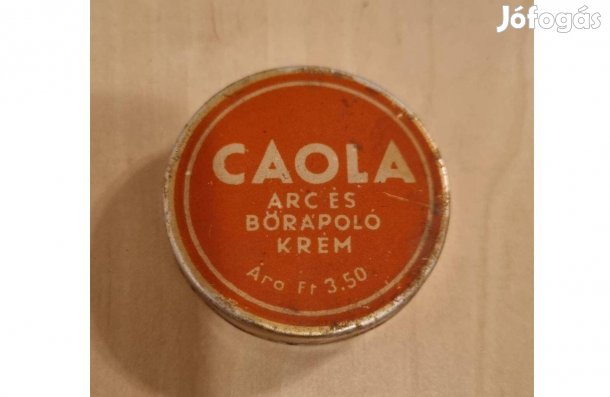 Jófogás
CAOLA
ARC ÉS
BŐRÁPOLÓ
KRÉM
Ára Ft 3.50